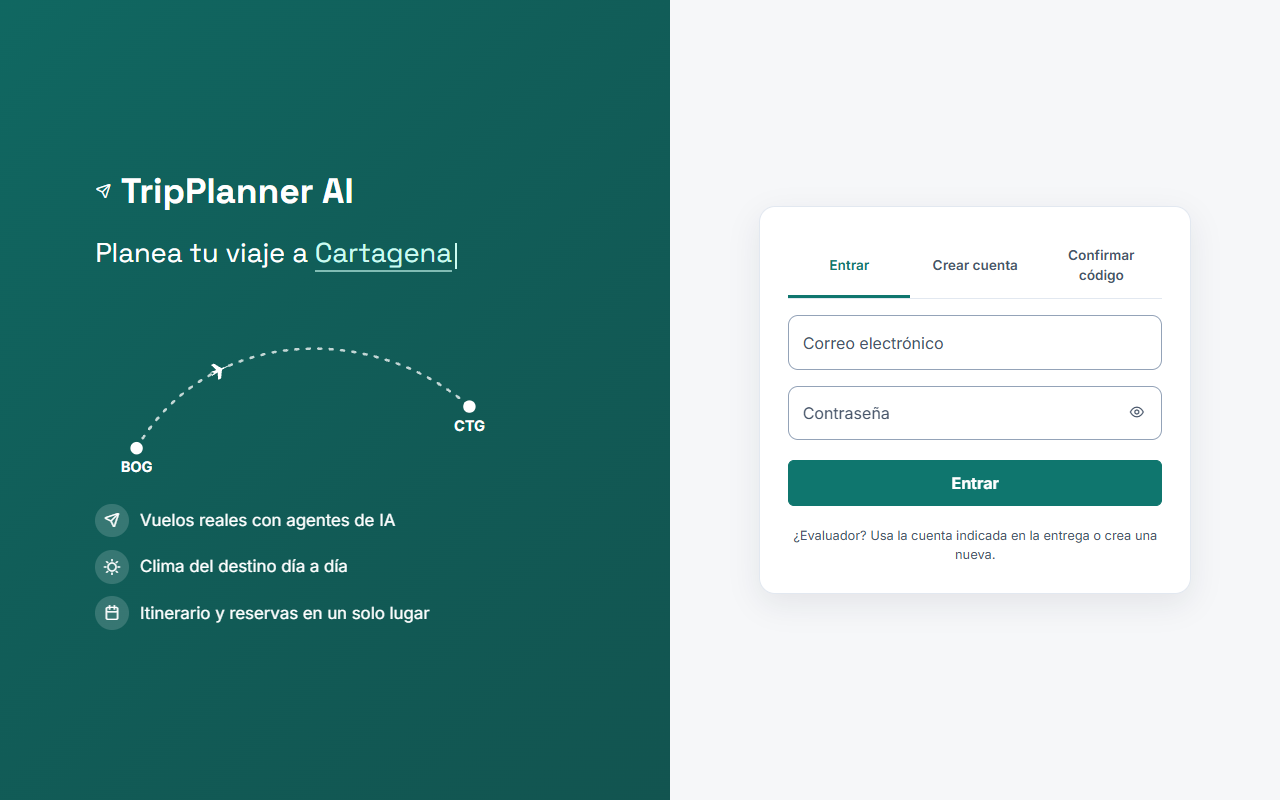 TripPlanner AI
Planea tu viaje a Cartagena
BOG
CTG
Vuelos reales con agentes de IA
Clima del destino día a día
Itinerario y reservas en un solo lugar
Entrar
Crear cuenta
Confirmar
código
Correo electrónico
Contraseña
Entrar
¿Evaluador? Usa la cuenta indicada en la entrega o crea una
nueva.